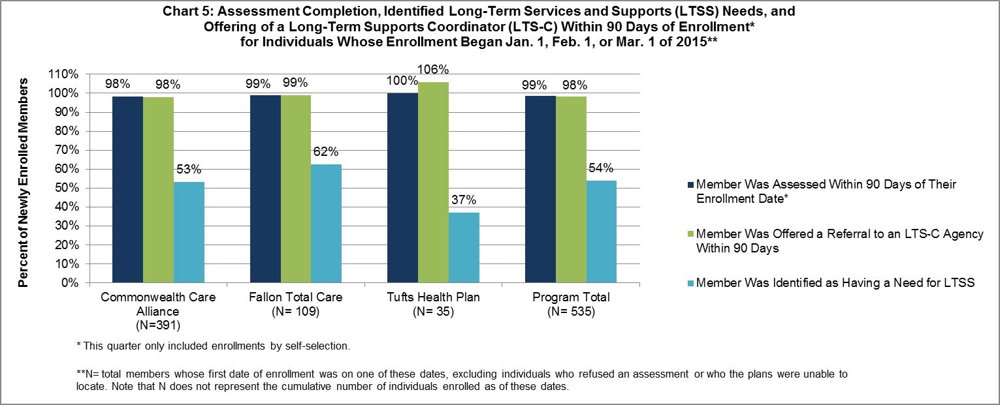 Chart 5: Assessment Completion, Identified Long-Term Services and Supports (LTSS) Needs, and
Offering of a Long-Term Supports Coordinator (LTS-C) Within 90 Days of Enrollment*
for Individuals Whose Enrollment Began Jan. 1, Feb. 1, or Mar. 1 of 2015**
Percent of Newly Enrolled Members
110%
100%
90%
80%
70%
60%
50%
40%
30%
20%
10%
0%
98%
98%
53%
99%
99%
62%
100%
106%
37%
99%
98%
54%
Commonwealth Care
Alliance
(N=391)
Fallon Total Care
(N= 109)
Tufts Health Plan
(N= 35)
Program Total
(N= 535)
Member Was Assessed Within 90 Days of Their
Enrollment Date*
Member Was Offered a Referral to an LTS-C Agency
Within 90 Days
Member Was Identified as Having a Need for LTSS
* This quarter only included enrollments by self-selection.
**N= total members whose first date of enrollment was on one of these dates, excluding individuals who refused an assessment or who the plans were unable to
locate. Note that N does not represent the cumulative number of individuals enrolled as of these dates.